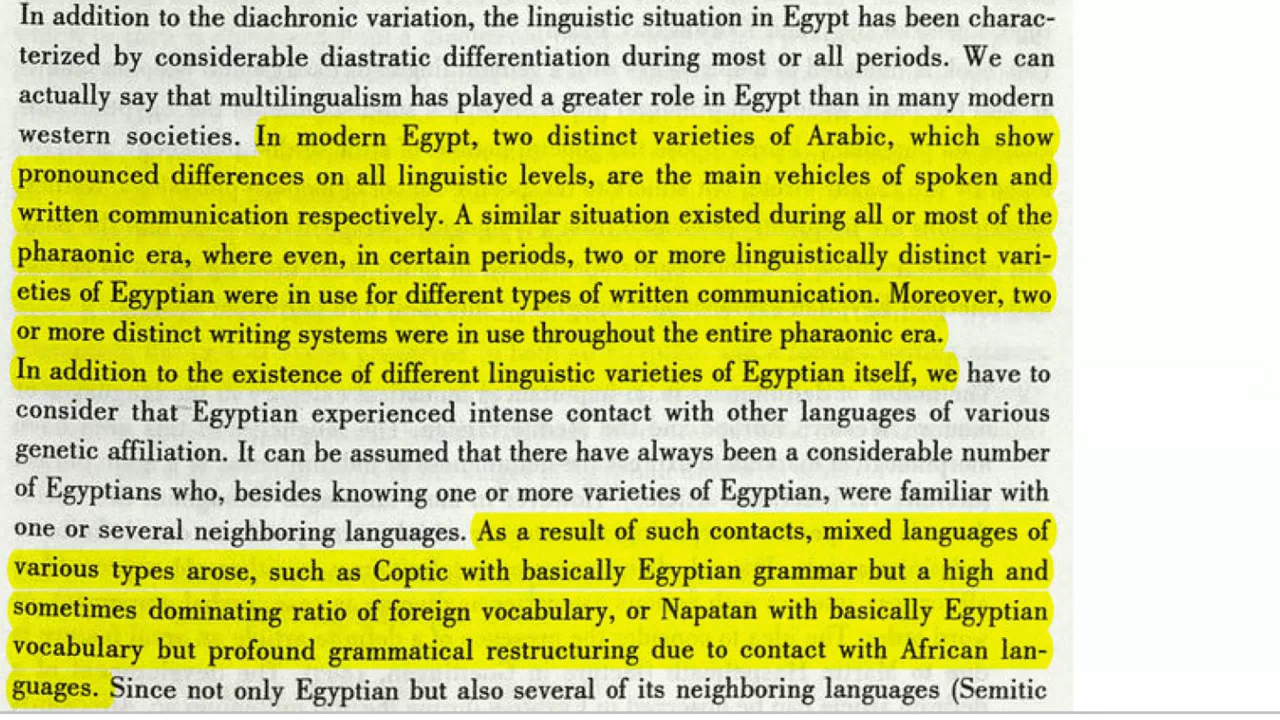 In addition to the diachronic variation, the linguistic situation in Egypt has been charac-
terized by considerable diastratic differentiation during most or all periods. We can
actually say that multilingualism has played a greater role in Egypt than in many modern
western societies. In modern Egypt, two distinct varieties of Arabic, which show
pronounced differences on all linguistic levels, are the main vehicles of spoken and
written communication respectively. A similar situation existed during all or most of the
pharaonic era, where even, in certain periods, two or more linguistically distinct vari-
eties of Egyptian were in use for different types of written communication. Moreover, two
or more distinct writing systems were in use throughout the entire pharaonic era.
In addition to the existence of different linguistic varieties of Egyptian itself, we have to
consider that Egyptian experienced intense contact with other languages of various
genetic affiliation. It can be assumed that there have always been a considerable number
of Egyptians who, besides knowing one or more varieties of Egyptian, were familiar with
one or several neighboring languages. As a result of such contacts, mixed languages of
various types arose, such as Coptic with basically Egyptian grammar but a high and
sometimes dominating ratio of foreign vocabulary, or Napatan with basically Egyptian
vocabulary but profound grammatical restructuring due to contact with African lan-
guages. Since not only Egyptian but also several of its neighboring languages (Semitic